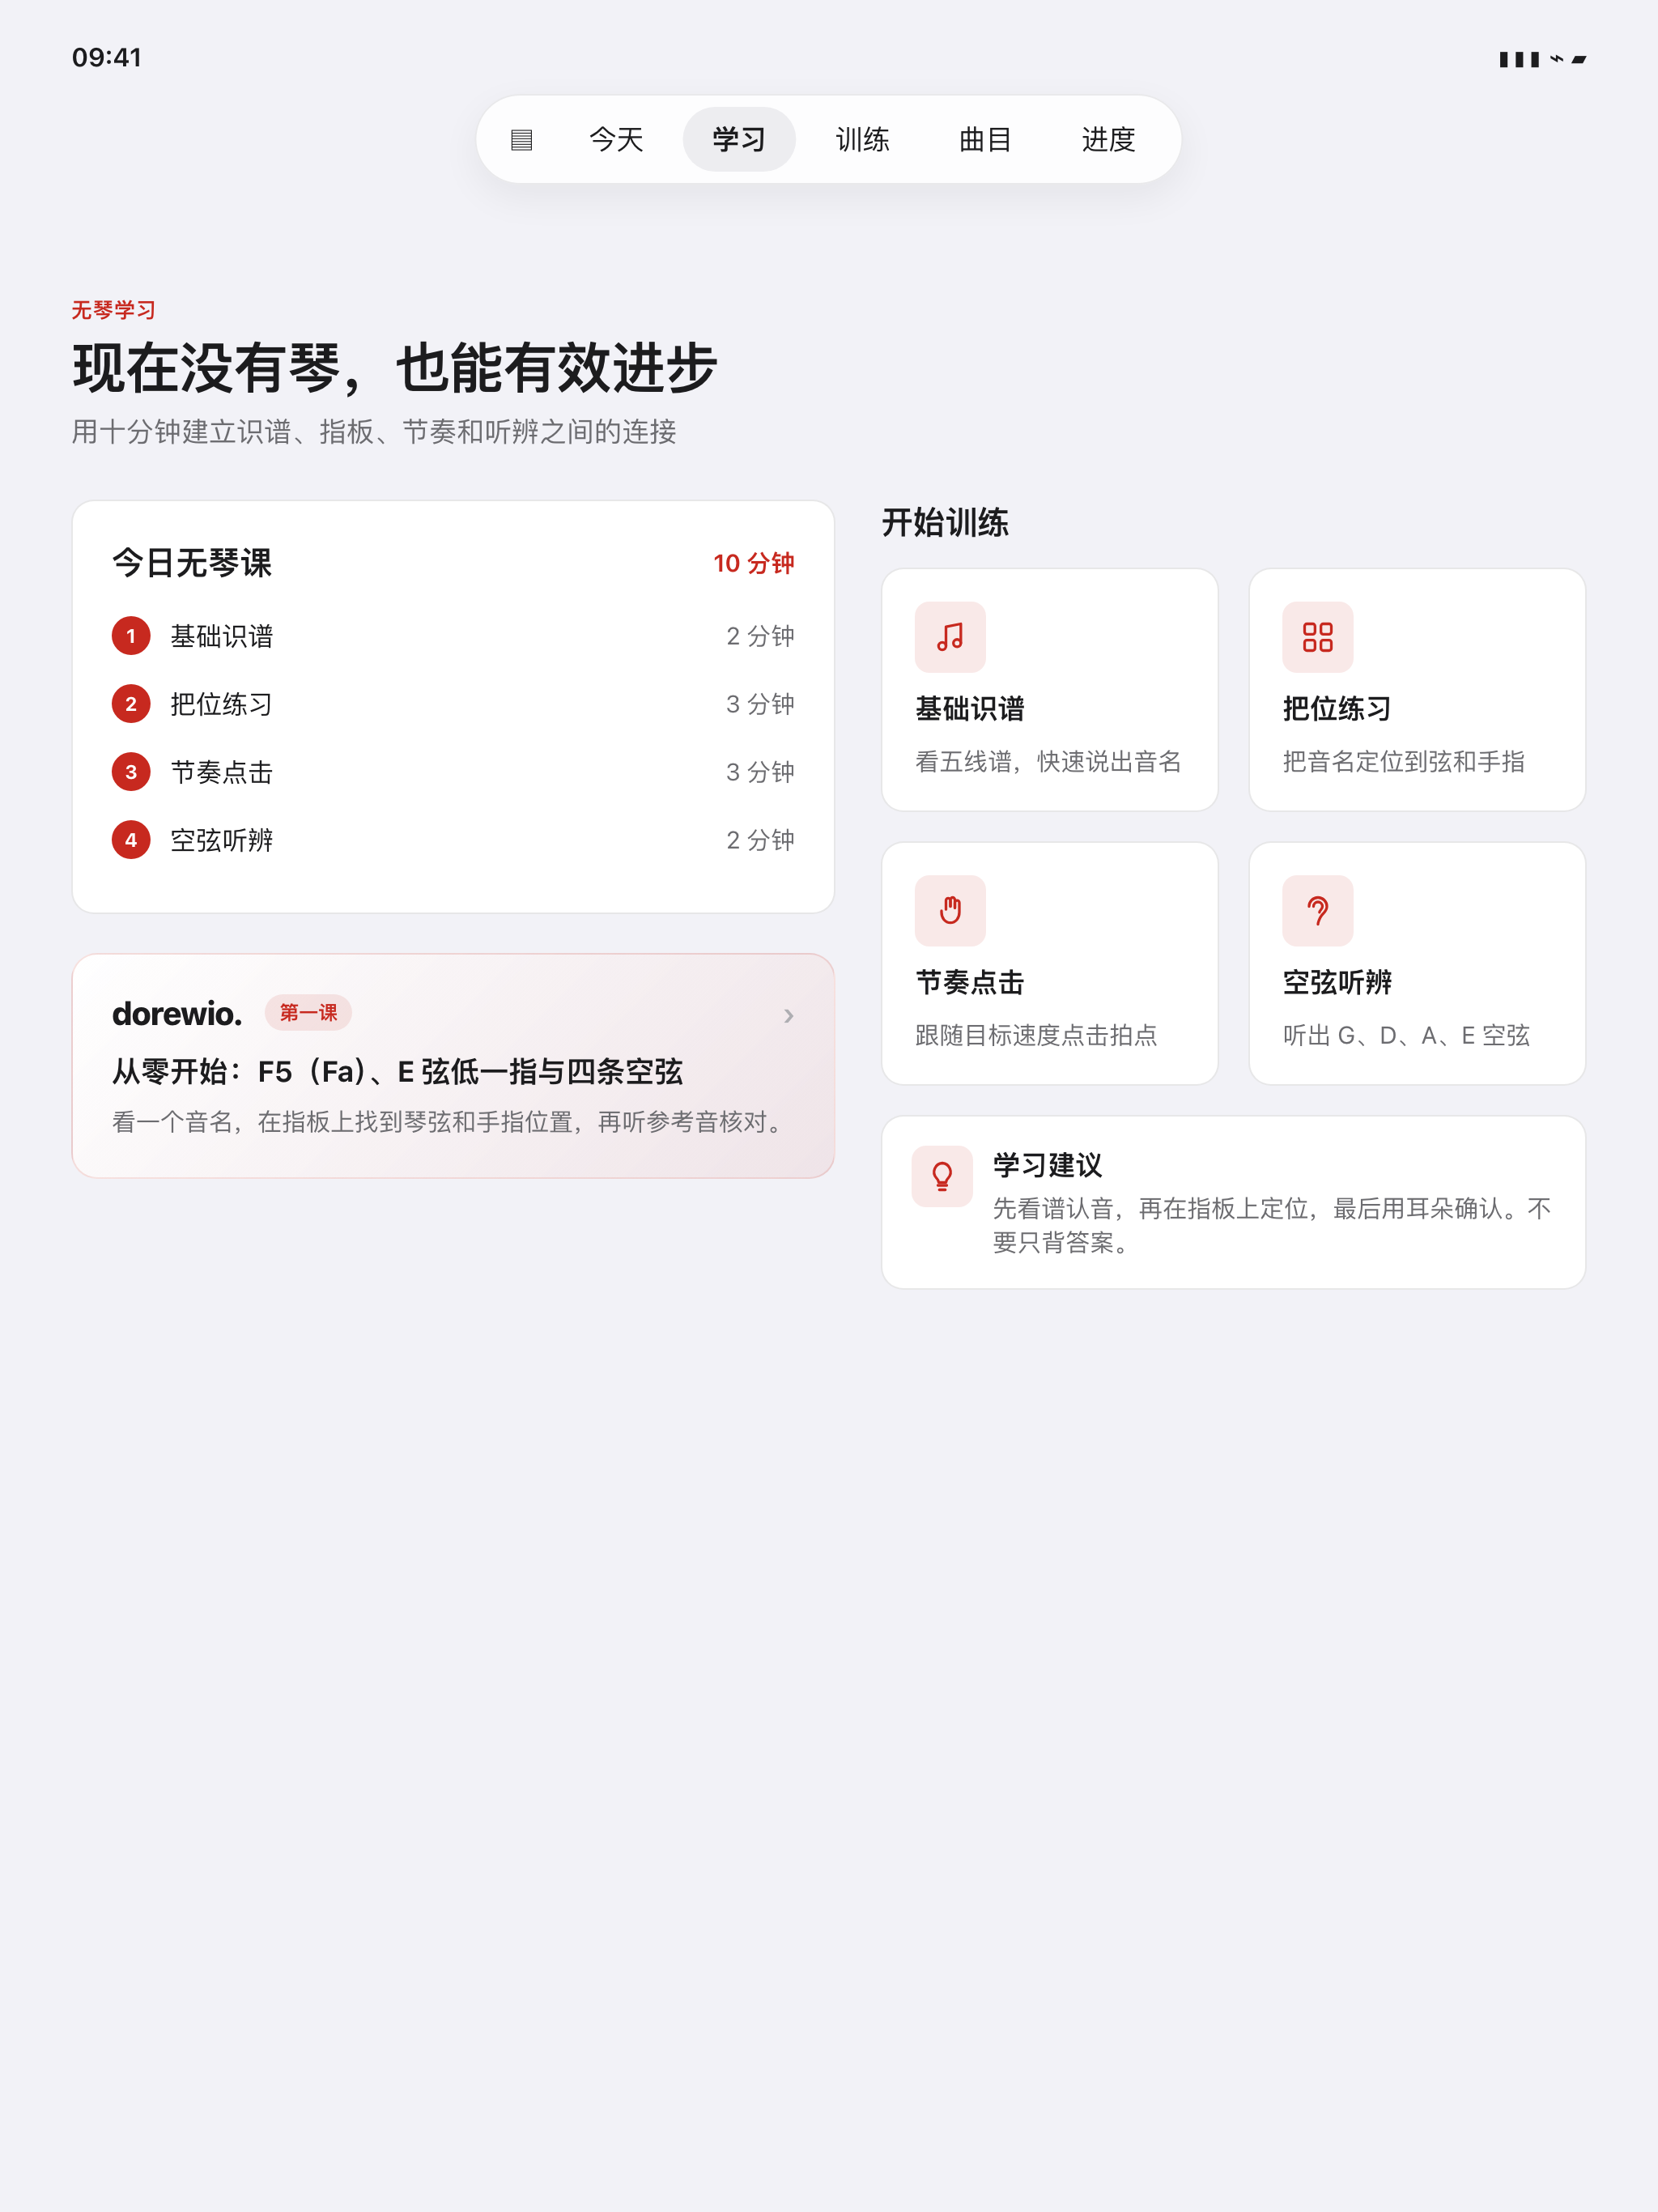 09:41
今天 学习 训练 曲目 进度
无琴学习
现在没有琴，也能有效进步
用十分钟建立识谱、指板、节奏和听辨之间的连接
今日无琴课 10 分钟
1 基础识谱 2 分钟
2 把位练习 3 分钟
3 节奏点击 3 分钟
4 空弦听辨 2 分钟
dorewio. 第一课 ›
从零开始：F5（Fa）、E 弦低一指与四条空弦
看一个音名，在指板上找到琴弦和手指位置，再听参考音核对。
开始训练
基础识谱
看五线谱，快速说出音名
把位练习
把音名定位到弦和手指
节奏点击
跟随目标速度点击拍点
空弦听辨
听出 G、D、A、E 空弦
学习建议
先看谱认音，再在指板上定位，最后用耳朵确认。不
要只背答案。